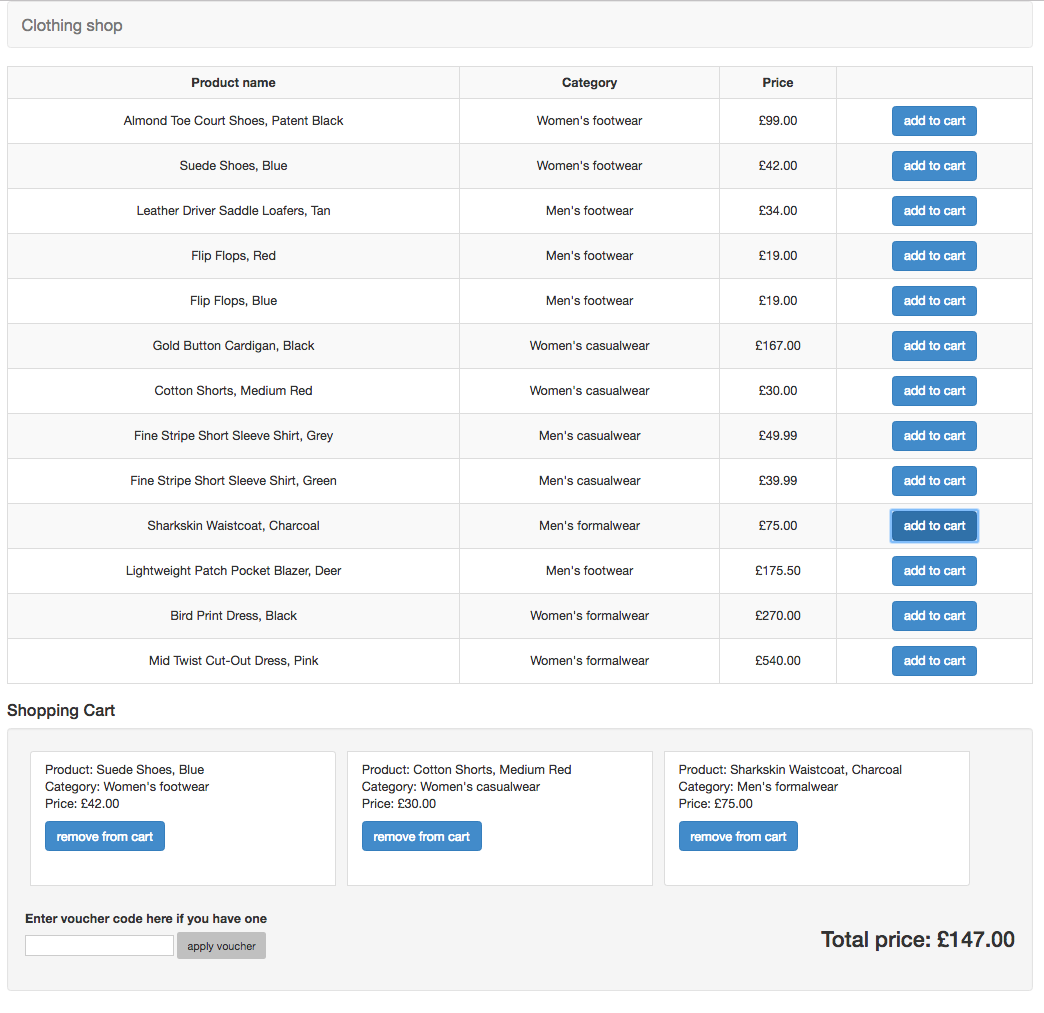 Clothing shop
Product name Category Price
Almond Toe Court Shoes, Patent Black Women's footwear £99.00 add to cart
Suede Shoes, Blue Women's footwear £42.00 add to cart
Leather Driver Saddle Loafers, Tan Men's footwear £34.00 add to cart
Flip Flops, Red Men's footwear £19.00 add to cart
Flip Flops, Blue Men's footwear £19.00 add to cart
Gold Button Cardigan, Black Women's casualwear £167.00 add to cart
Cotton Shorts, Medium Red Women's casualwear £30.00 add to cart
Fine Stripe Short Sleeve Shirt, Grey Men's casualwear £49.99 add to cart
Fine Stripe Short Sleeve Shirt, Green Men's casualwear £39.99 add to cart
Sharkskin Waistcoat, Charcoal Men's formalwear £75.00 add to cart
Lightweight Patch Pocket Blazer, Deer Men's footwear £175.50 add to cart
Bird Print Dress, Black Women's formalwear £270.00 add to cart
Mid Twist Cut-Out Dress, Pink Women's formalwear £540.00 add to cart
Shopping Cart
Product: Suede Shoes, Blue
Category: Women's footwear
Price: £42.00
remove from cart
Product: Cotton Shorts, Medium Red
Category: Women's casualwear
Price: £30.00
remove from cart
Product: Sharkskin Waistcoat, Charcoal
Category: Men's formalwear
Price: £75.00
remove from cart
Enter voucher code here if you have one
apply voucher
Total price: £147.00